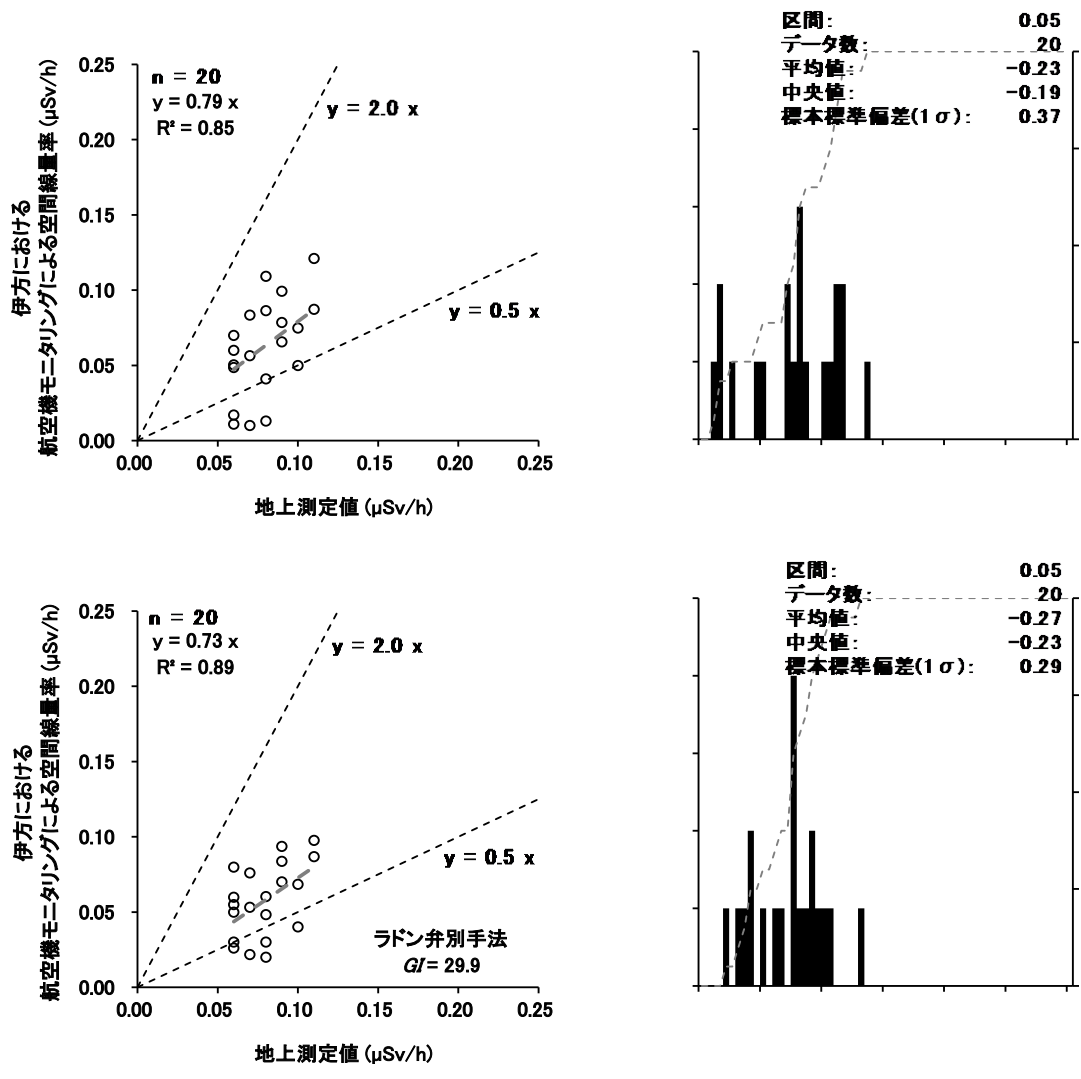 n = 20
y = 0.79 x
R² = 0.85
y = 2.0 x
y = 0.5 x
0.25
0.20
0.15
0.10
0.05
0.00
0.00 0.05 0.10 0.15 0.20 0.25
伊方における
航空機モニタリングによる空間線量率 (μSv/h)
地上測定値 (μSv/h)
区間: 0.05
データ数: 20
平均値: -0.23
中央値: -0.19
標本標準偏差(1σ): 0.37
n = 20
y = 0.73 x
R² = 0.89
y = 2.0 x
y = 0.5 x
ラドン弁別手法
GI = 29.9
0.25
0.20
0.15
0.10
0.05
0.00
0.00 0.05 0.10 0.15 0.20 0.25
伊方における
航空機モニタリングによる空間線量率 (μSv/h)
地上測定値 (μSv/h)
区間: 0.05
データ数: 20
平均値: -0.27
中央値: -0.23
標本標準偏差(1σ): 0.29